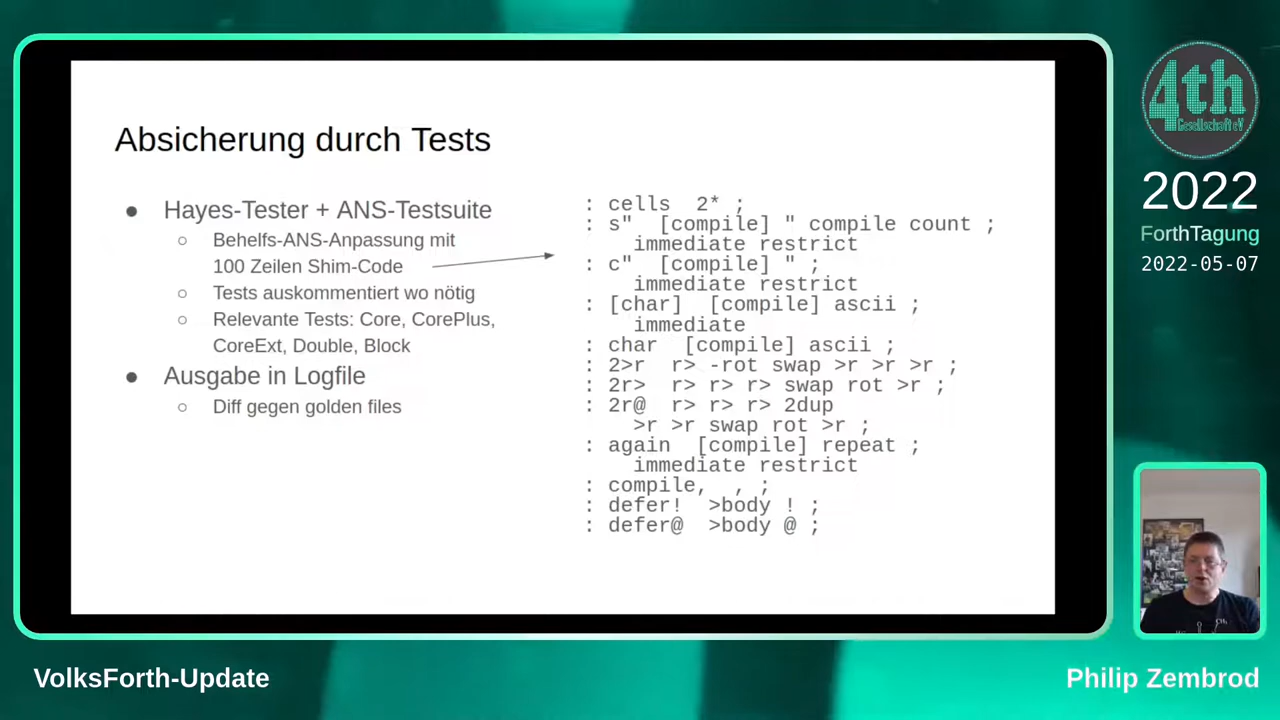 Absicherung durch Tests
● Hayes-Tester + ANS-Testsuite
○ Behelfs-ANS-Anpassung mit
100 Zeilen Shim-Code
○ Tests auskommentiert wo nötig
○ Relevante Tests: Core, CorePlus,
CoreExt, Double, Block
● Ausgabe in Logfile
○ Diff gegen golden files
: cells  2* ;
: s"  [compile] " compile count ;
    immediate restrict
: c"  [compile] " ;
    immediate restrict
: [char]  [compile] ascii ;
    immediate
: char  [compile] ascii ;
: 2>r  r> -rot swap >r >r >r ;
: 2r>  r> r> r> swap rot >r ;
: 2r@  r> r> r> 2dup
    >r >r swap rot >r ;
: again  [compile] repeat ;
    immediate restrict
: compile,  , ;
: defer!  >body ! ;
: defer@  >body @ ;
4th
Gesellschaft eV
2022
ForthTagung
2022-05-07
CH3
VolksForth-Update
Philip Zembrod